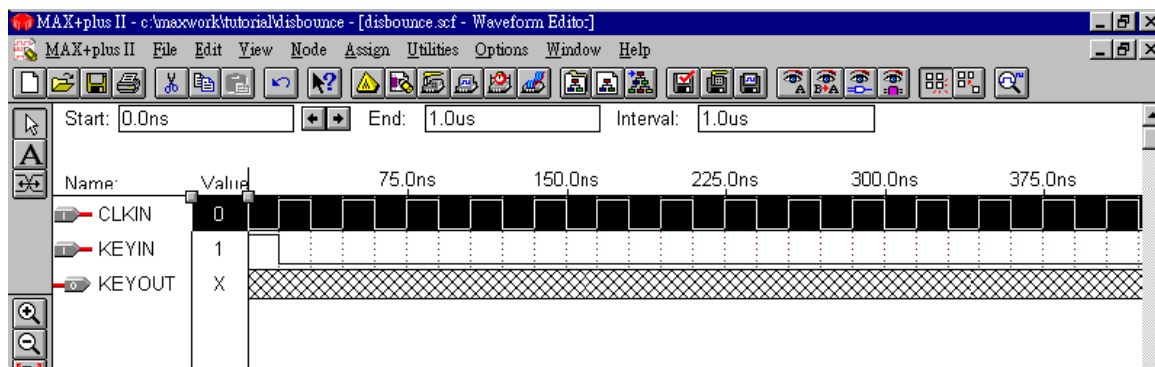 MAX+plus II - c:\maxwork\tutorial\disbounce - [disbounce.scf - Waveform Editor]
MAX+plus II File Edit View Node Assign Utilities Options Window Help
Start: 0.0ns End: 1.0us Interval: 1.0us
Name: Value 75.0ns 150.0ns 225.0ns 300.0ns 375.0ns
CLKIN 0
KEYIN 1
KEYOUT X